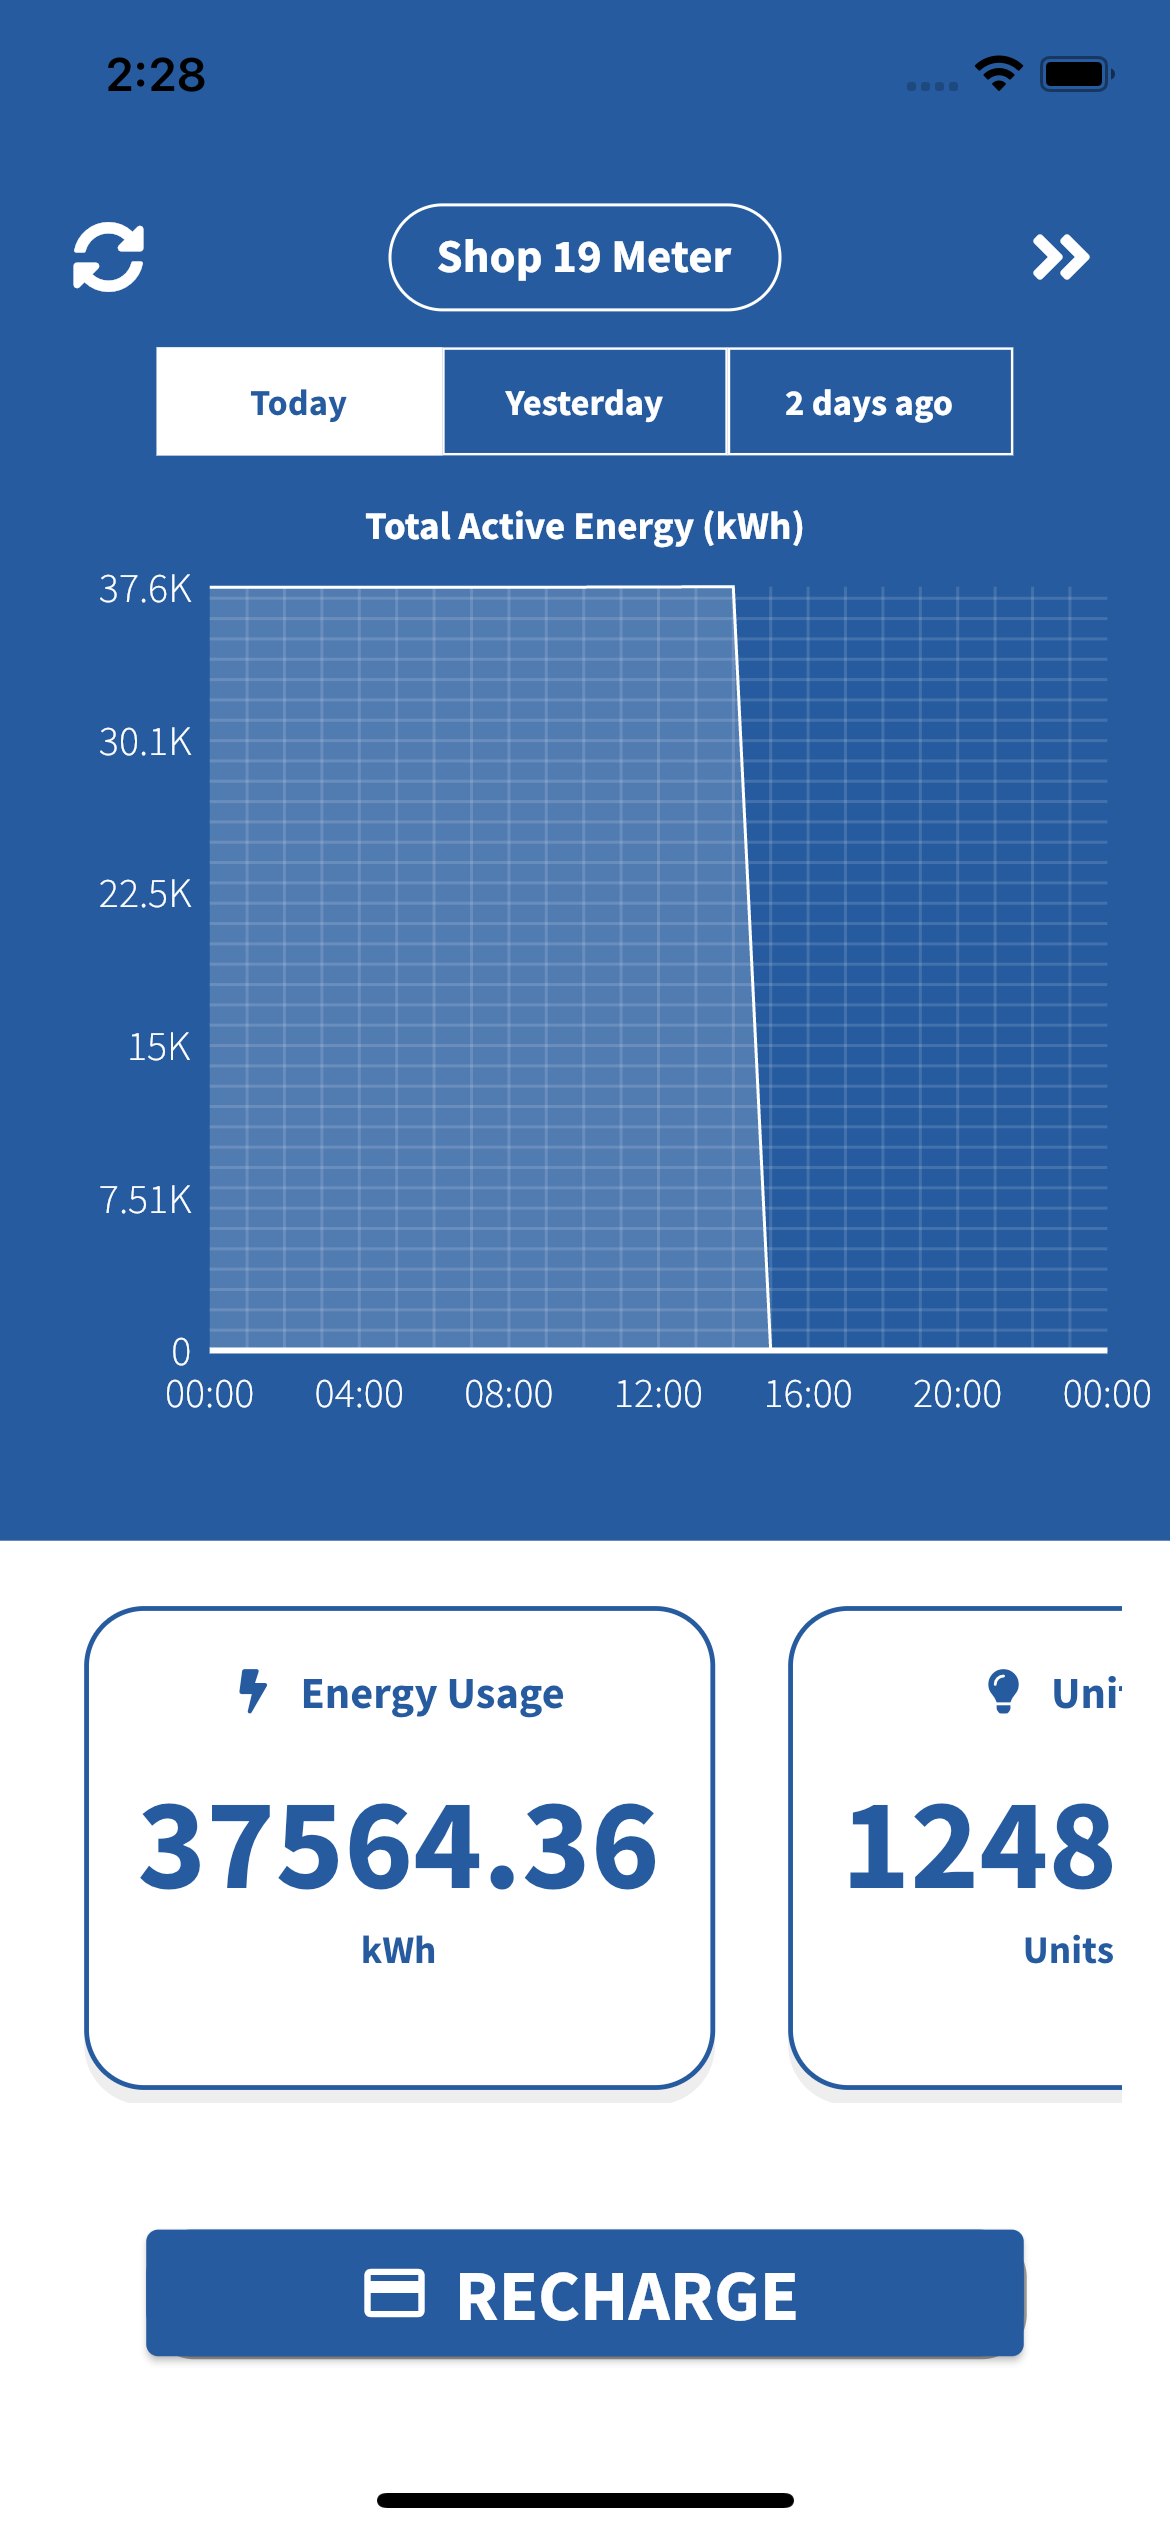 2:28
Shop 19 Meter
Today Yesterday 2 days ago
Total Active Energy (kWh)
37.6K
30.1K
22.5K
15K
7.51K
0
00:00 04:00 08:00 12:00 16:00 20:00 00:00
Energy Usage
37564.36
kWh
1248
Units
RECHARGE